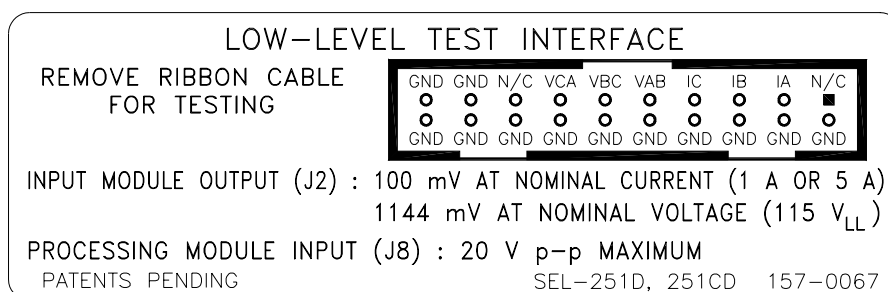 LOW-LEVEL TEST INTERFACE
REMOVE RIBBON CABLE
FOR TESTING
GND GND N/C VCA VBC VAB IC IB IA N/C
GND GND GND GND GND GND GND GND GND GND
INPUT MODULE OUTPUT (J2) : 100 mV AT NOMINAL CURRENT (1 A OR 5 A)
1144 mV AT NOMINAL VOLTAGE (115 V_LL)
PROCESSING MODULE INPUT (J8) : 20 V p-p MAXIMUM
PATENTS PENDING SEL-251D, 251CD 157-0067